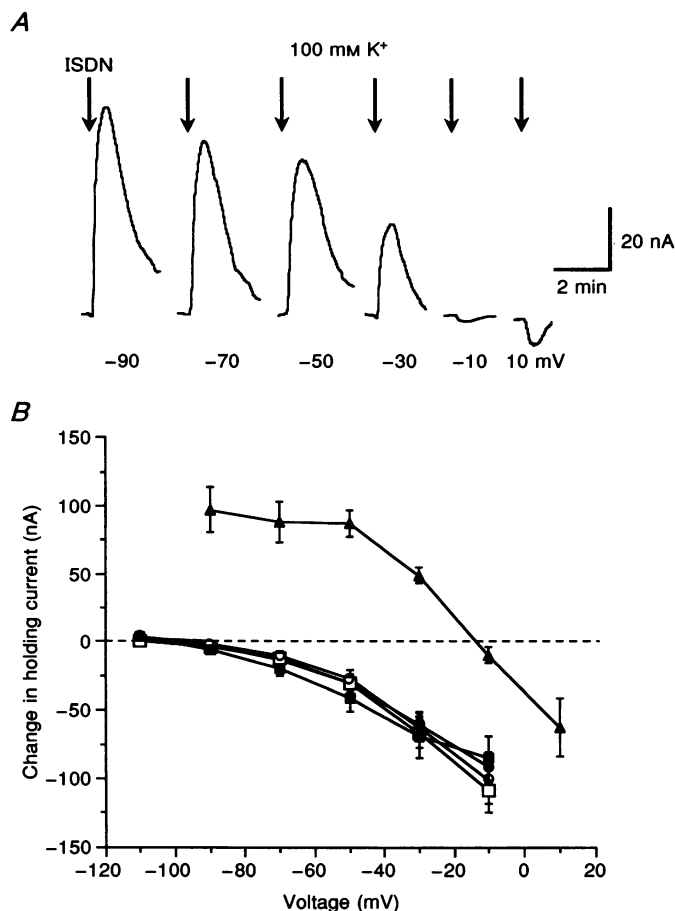 A
100 mM K⁺
ISDN
20 nA
2 min
−90 −70 −50 −30 −10 10 mV
B
150
100
50
0
−50
−100
−150
−120 −100 −80 −60 −40 −20 0 20
Change in holding current (nA)
Voltage (mV)